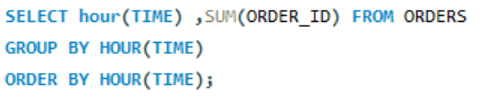 SELECT hour(TIME) ,SUM(ORDER_ID) FROM ORDERS
GROUP BY HOUR(TIME)
ORDER BY HOUR(TIME);